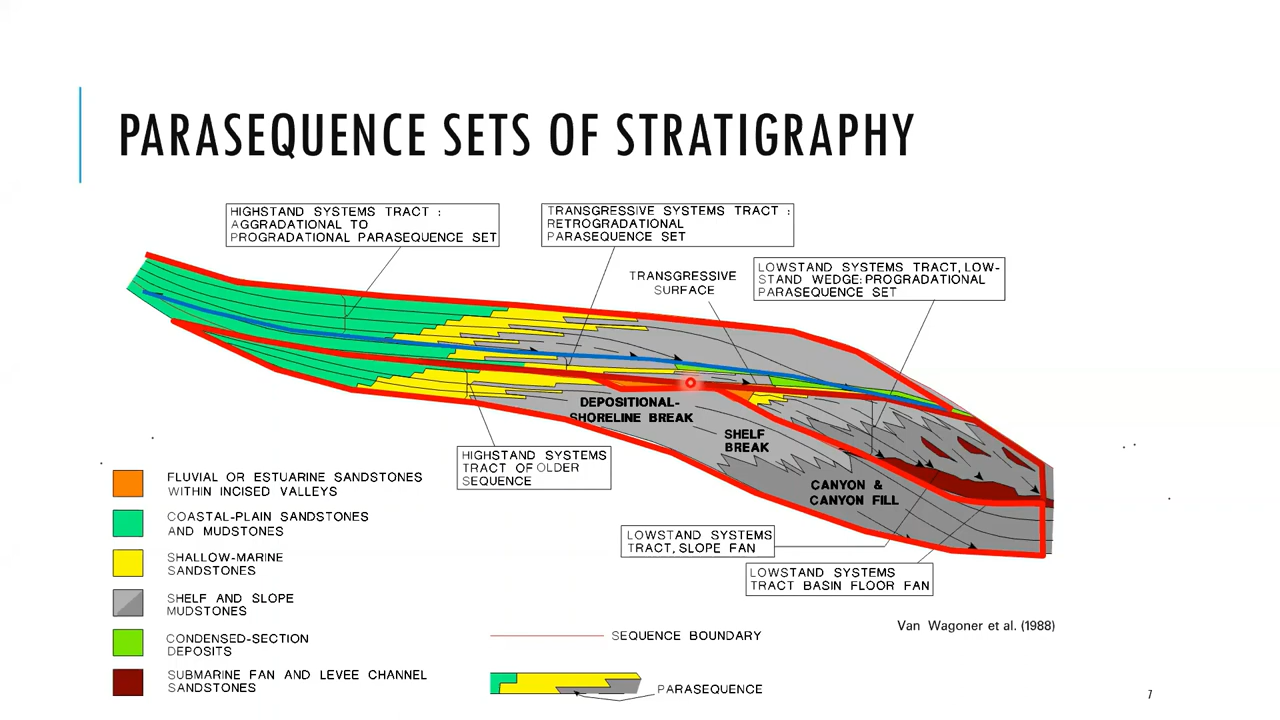 PARASEQUENCE SETS OF STRATIGRAPHY
HIGHSTAND SYSTEMS TRACT :
AGGRADATIONAL TO
PROGRADATIONAL PARASEQUENCE SET
TRANSGRESSIVE SYSTEMS TRACT :
RETROGRADATIONAL
PARASEQUENCE SET
TRANSGRESSIVE
SURFACE
LOWSTAND SYSTEMS TRACT, LOW-
STAND WEDGE: PROGRADATIONAL
PARASEQUENCE SET
DEPOSITIONAL-
SHORELINE BREAK
SHELF
BREAK
CANYON &
CANYON FILL
HIGHSTAND SYSTEMS
TRACT OF OLDER
SEQUENCE
LOWSTAND SYSTEMS
TRACT, SLOPE FAN
LOWSTAND SYSTEMS
TRACT BASIN FLOOR FAN
FLUVIAL OR ESTUARINE SANDSTONES
WITHIN INCISED VALLEYS
COASTAL-PLAIN SANDSTONES
AND MUDSTONES
SHALLOW-MARINE
SANDSTONES
SHELF AND SLOPE
MUDSTONES
CONDENSED-SECTION
DEPOSITS
SUBMARINE FAN AND LEVEE CHANNEL
SANDSTONES
SEQUENCE BOUNDARY
PARASEQUENCE
Van Wagoner et al. (1988)
7